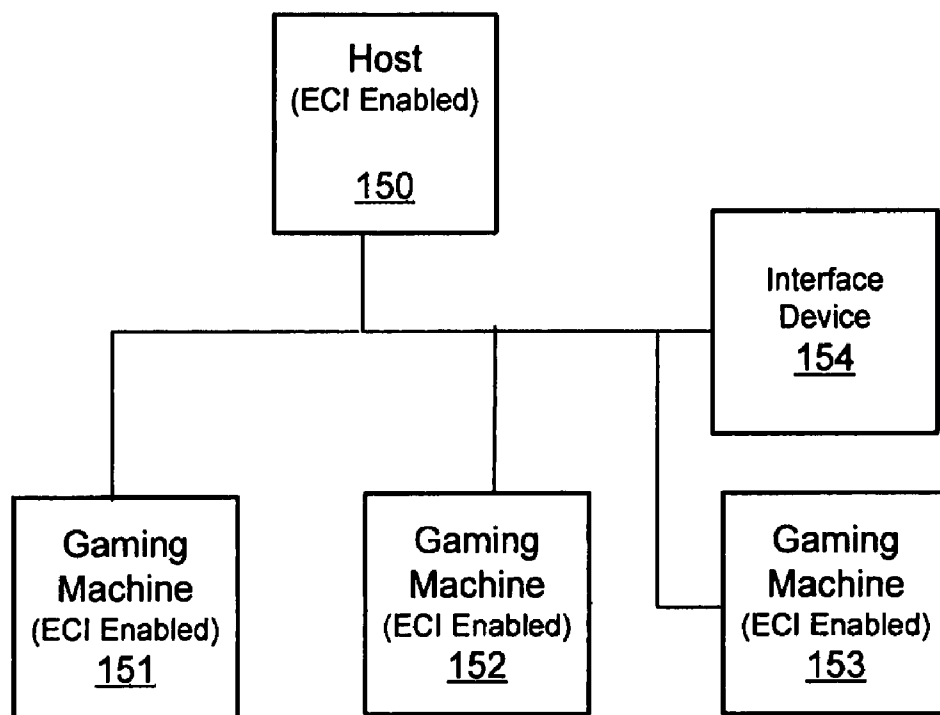 Host
(ECI Enabled)
150
Interface
Device
154
Gaming
Machine
(ECI Enabled)
151
Gaming
Machine
(ECI Enabled)
152
Gaming
Machine
(ECI Enabled)
153